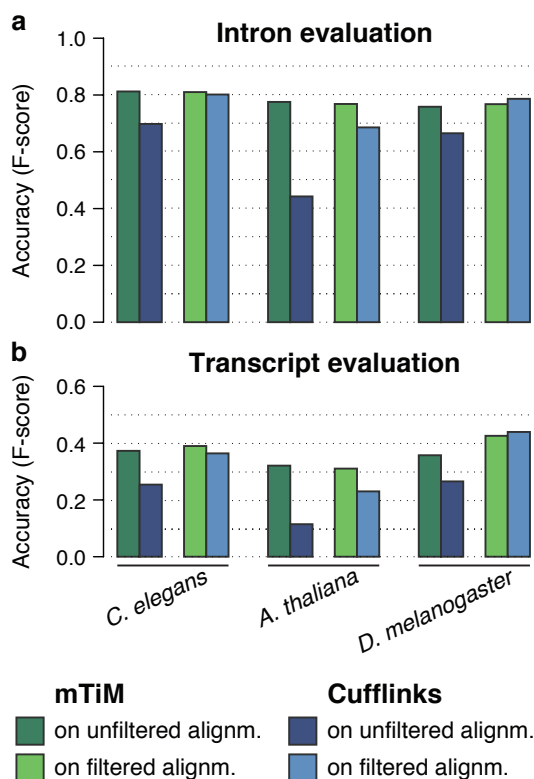 a
Intron evaluation
Accuracy (F-score)
1.0
0.8
0.6
0.4
0.2
0.0
b
Transcript evaluation
Accuracy (F-score)
0.6
0.4
0.2
0.0
C. elegans
A. thaliana
D. melanogaster
mTiM
on unfiltered alignm.
on filtered alignm.
Cufflinks
on unfiltered alignm.
on filtered alignm.